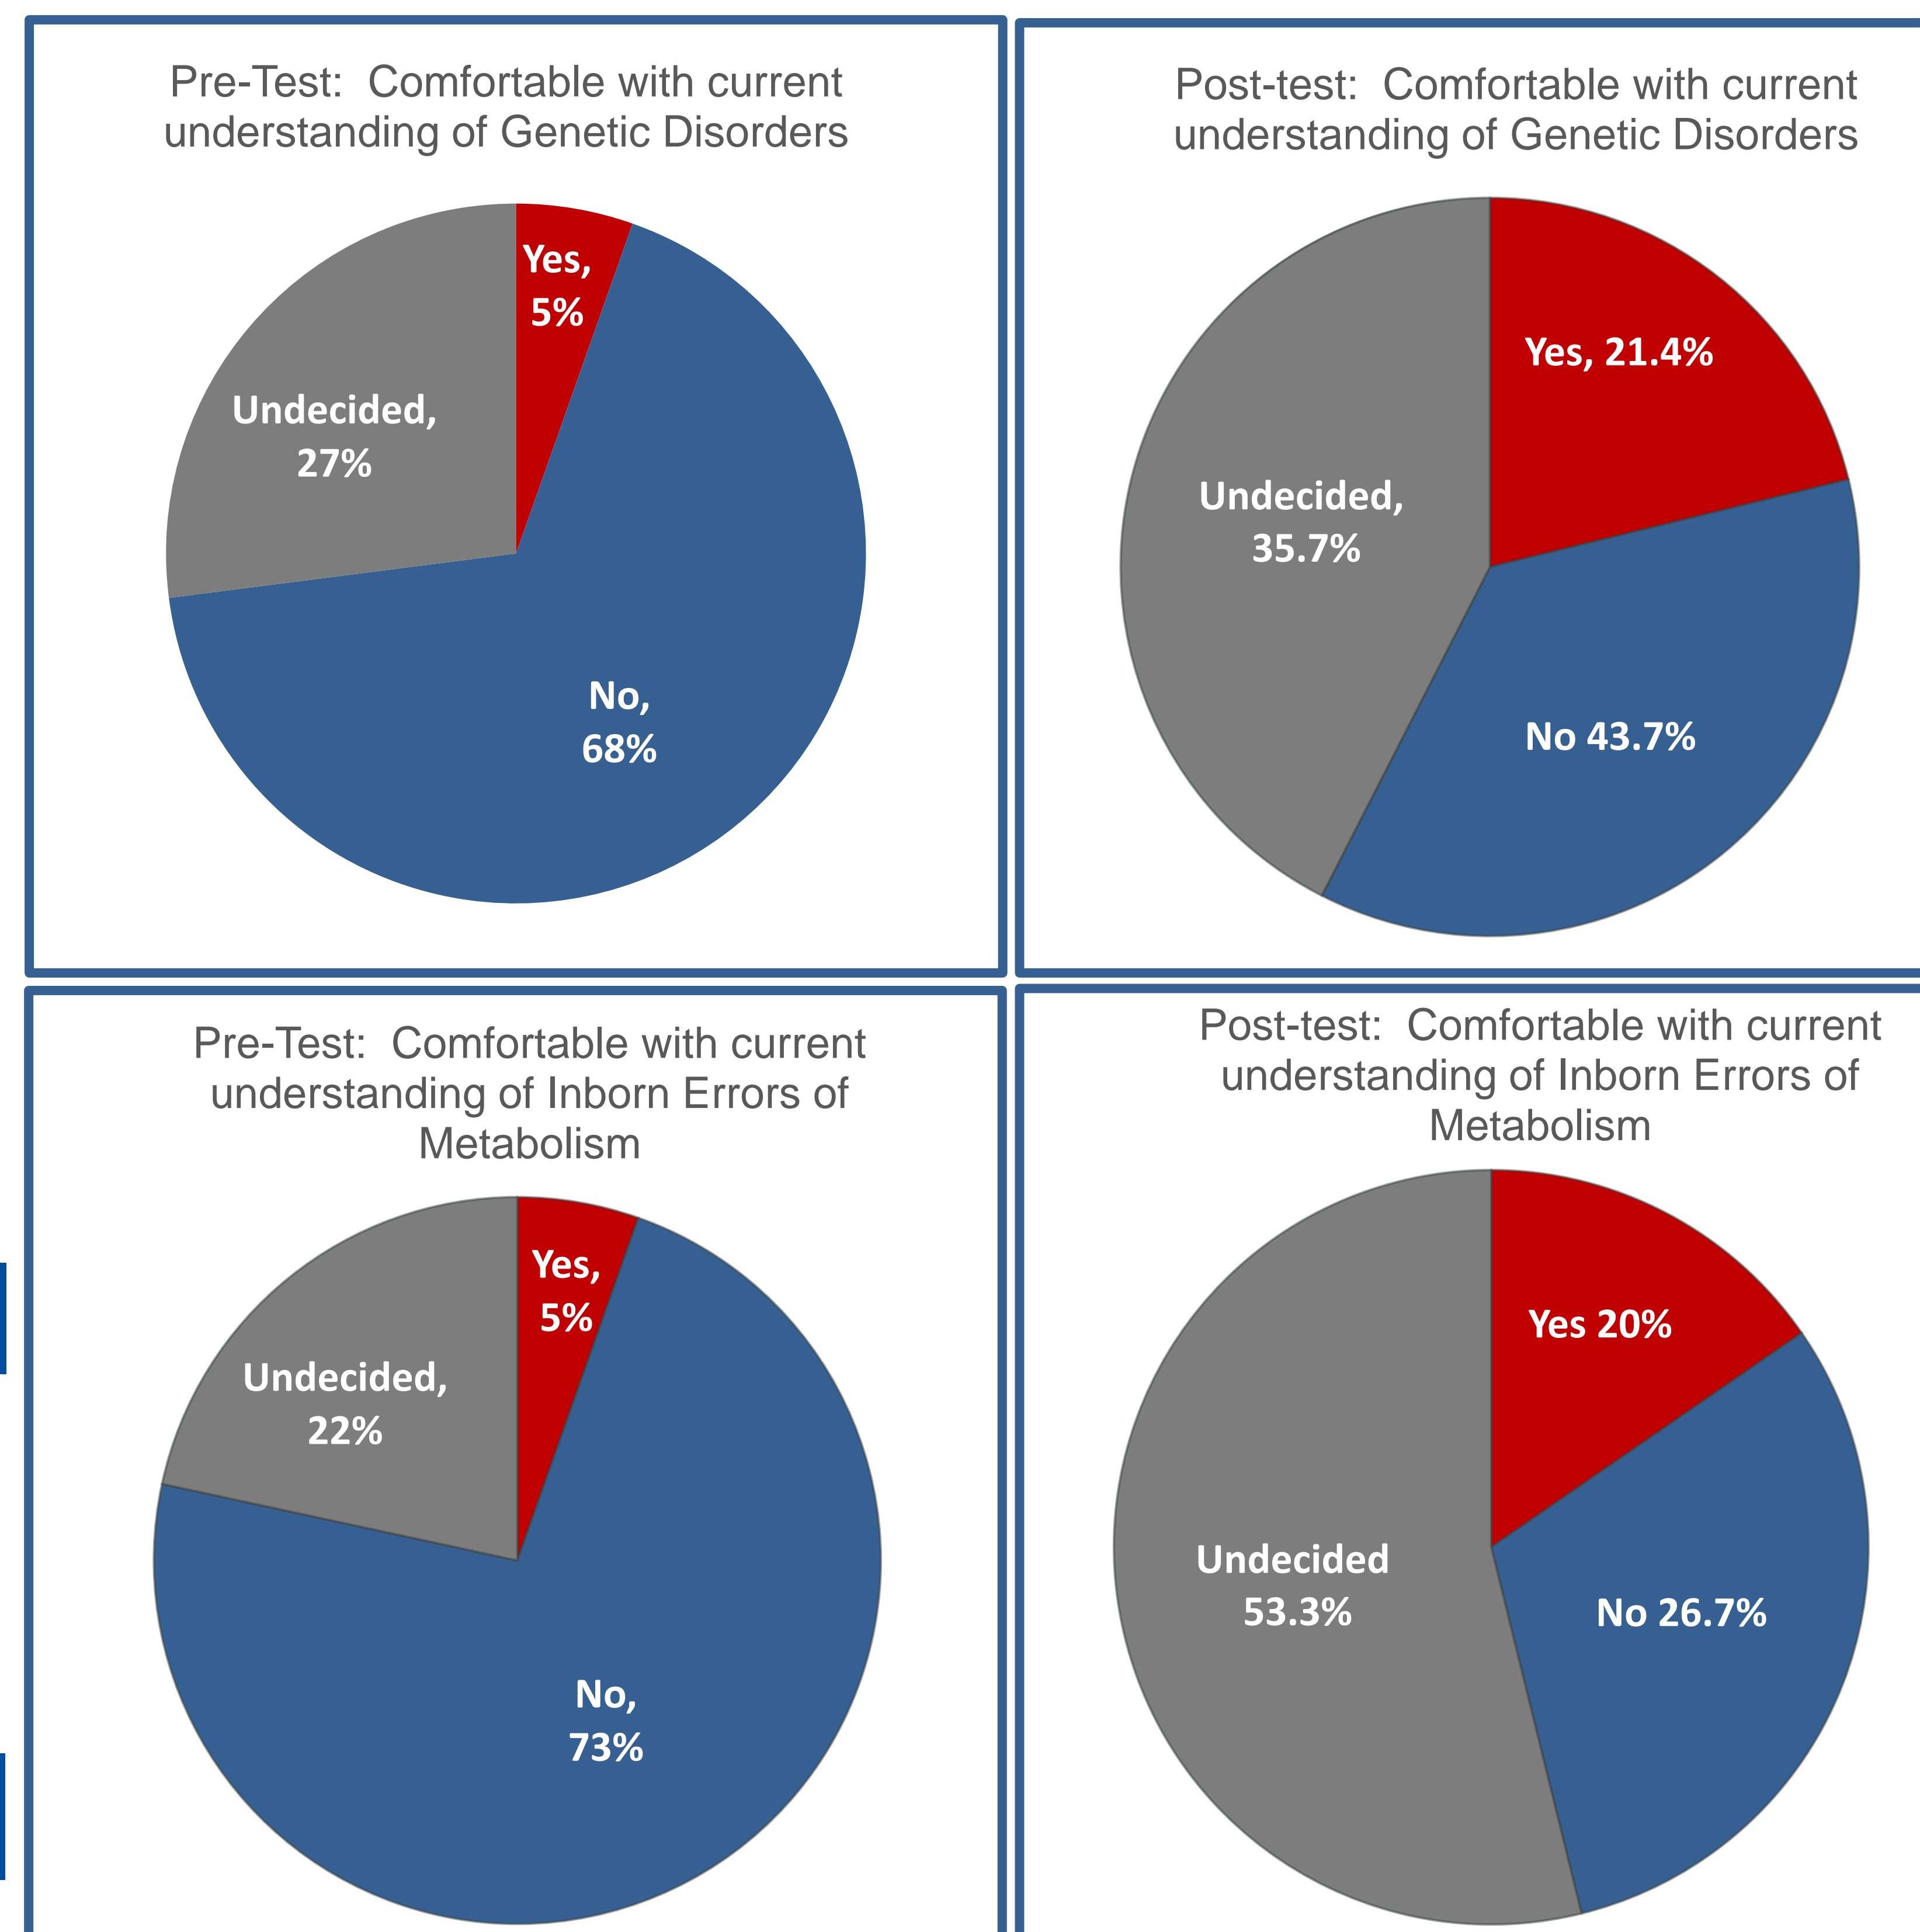 Pre-Test: Comfortable with current
understanding of Genetic Disorders
Yes,
5%
Undecided,
27%
No,
68%
Post-test: Comfortable with current
understanding of Genetic Disorders
Yes, 21.4%
Undecided,
35.7%
No 43.7%
Pre-Test: Comfortable with current
understanding of Inborn Errors of
Metabolism
Yes,
5%
Undecided,
22%
No,
73%
Post-test: Comfortable with current
understanding of Inborn Errors of
Metabolism
Yes 20%
Undecided
53.3%
No 26.7%